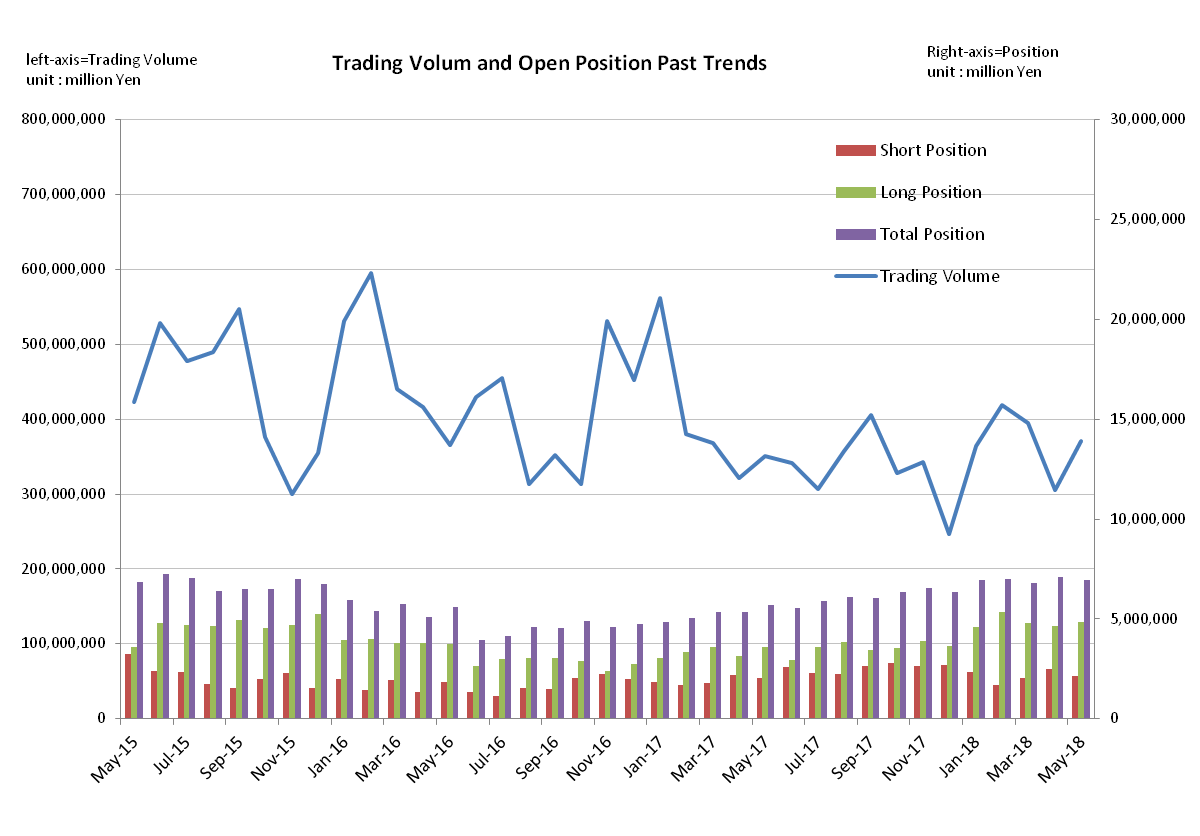 left-axis=Trading Volume
unit : million Yen
Trading Volum and Open Position Past Trends
Right-axis=Position
unit : million Yen
800,000,000
700,000,000
600,000,000
500,000,000
400,000,000
300,000,000
200,000,000
100,000,000
0
30,000,000
25,000,000
20,000,000
15,000,000
10,000,000
5,000,000
0
Short Position
Long Position
Total Position
Trading Volume
May-15
Jul-15
Sep-15
Nov-15
Jan-16
Mar-16
May-16
Jul-16
Sep-16
Nov-16
Jan-17
Mar-17
May-17
Jul-17
Sep-17
Nov-17
Jan-18
Mar-18
May-18